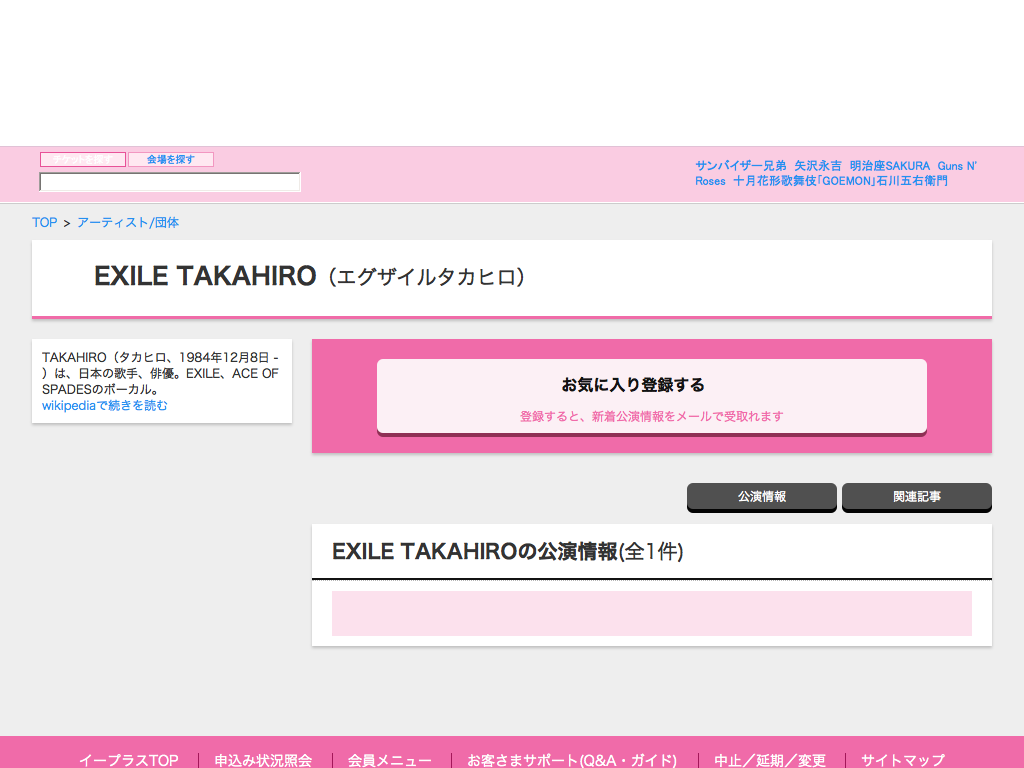 チケットを探す 会場を探す
サンバイザー兄弟 矢沢永吉 明治座SAKURA Guns N'
Roses 十月花形歌舞伎「GOEMON」石川五右衛門
TOP > アーティスト/団体
EXILE TAKAHIRO（エグザイルタカヒロ）
TAKAHIRO（タカヒロ、1984年12月8日 -
）は、日本の歌手、俳優。EXILE、ACE OF
SPADESのボーカル。
wikipediaで続きを読む
お気に入り登録する
登録すると、新着公演情報をメールで受取れます
公演情報 関連記事
EXILE TAKAHIROの公演情報(全1件)
イープラスTOP 申込み状況照会 会員メニュー お客さまサポート(Q&A・ガイド) 中止／延期／変更 サイトマップ